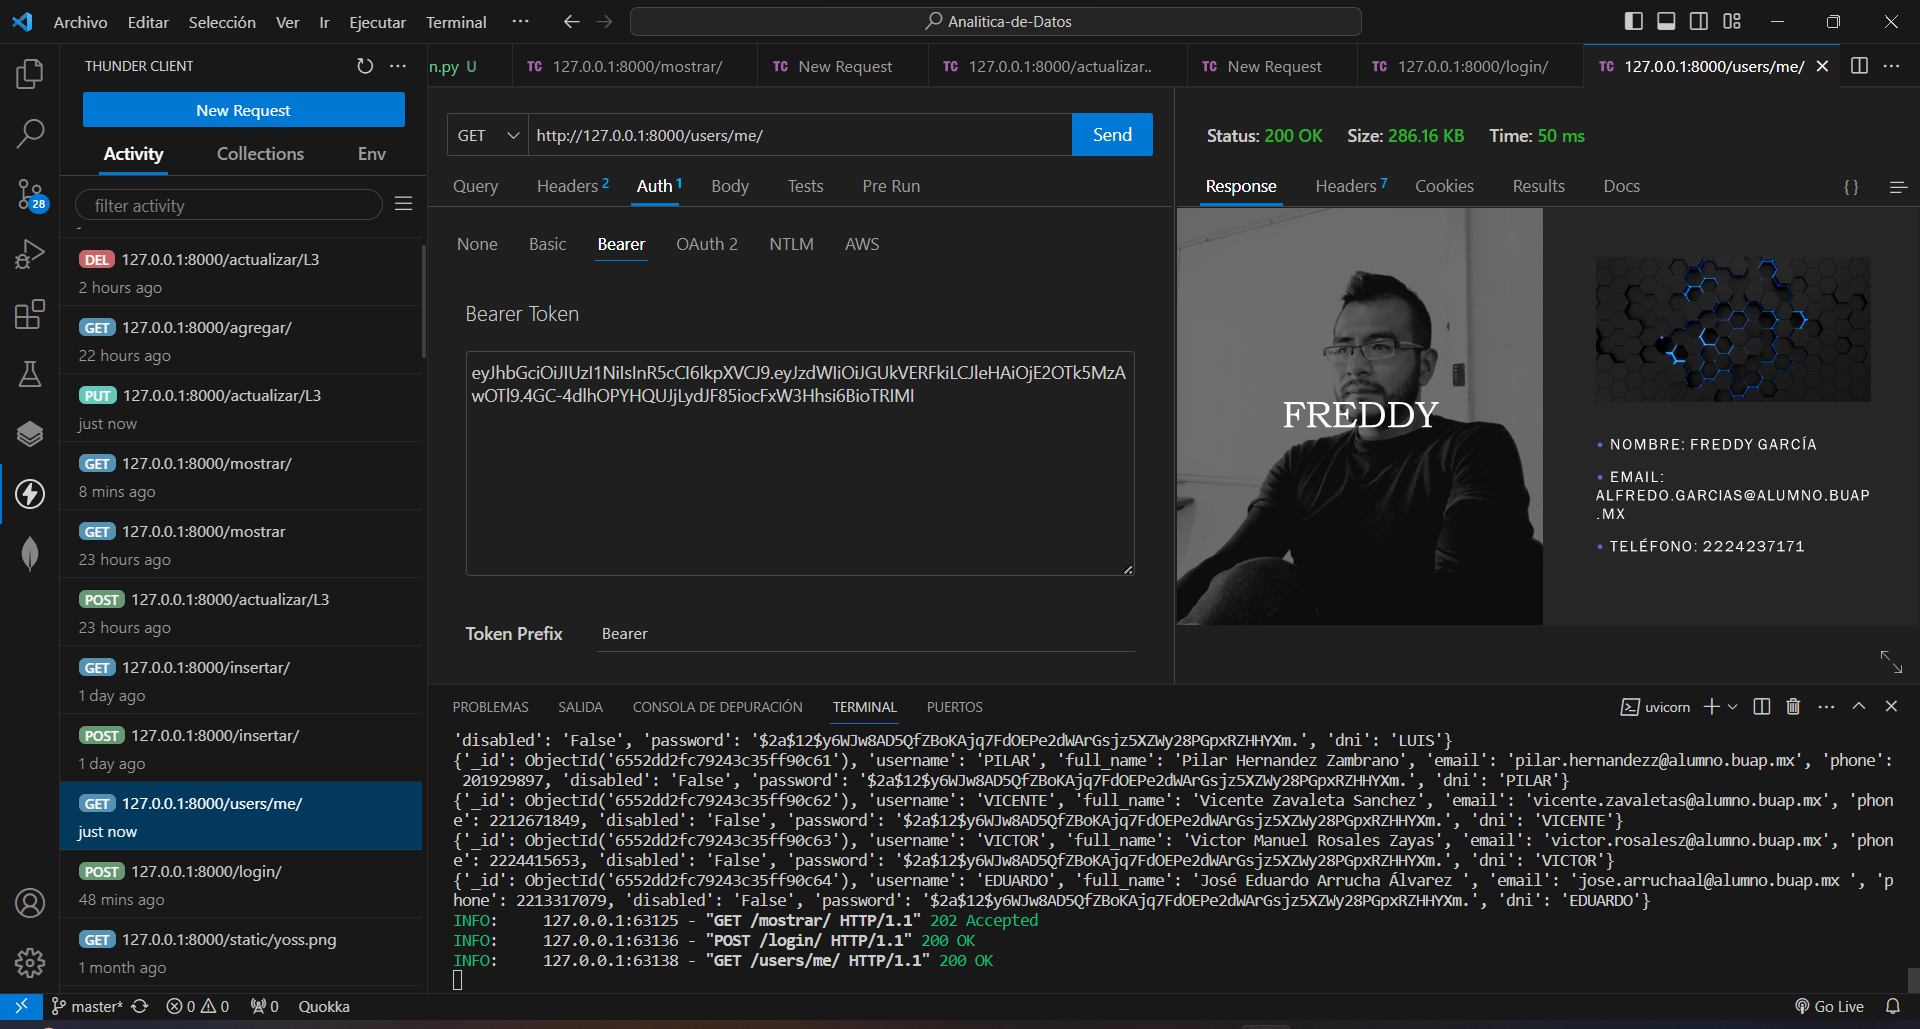 Archivo Editar Selección Ver Ir Ejecutar Terminal ··· Analitica-de-Datos
THUNDER CLIENT
New Request
Activity Collections Env
filter activity
28
DEL 127.0.0.1:8000/actualizar/L3
2 hours ago
GET 127.0.0.1:8000/agregar/
22 hours ago
PUT 127.0.0.1:8000/actualizar/L3
just now
GET 127.0.0.1:8000/mostrar/
8 mins ago
GET 127.0.0.1:8000/mostrar
23 hours ago
POST 127.0.0.1:8000/actualizar/L3
23 hours ago
GET 127.0.0.1:8000/insertar/
1 day ago
POST 127.0.0.1:8000/insertar/
1 day ago
GET 127.0.0.1:8000/users/me/
just now
POST 127.0.0.1:8000/login/
48 mins ago
GET 127.0.0.1:8000/static/yoss.png
1 month ago
n.py U TC 127.0.0.1:8000/mostrar/ TC New Request TC 127.0.0.1:8000/actualizar.. TC New Request TC 127.0.0.1:8000/login/ TC 127.0.0.1:8000/users/me/
GET http://127.0.0.1:8000/users/me/ Send
Query Headers 2 Auth 1 Body Tests Pre Run
None Basic Bearer OAuth 2 NTLM AWS
Bearer Token
eyJhbGciOiJIUzI1NiIsInR5cCI6IkpXVCJ9.eyJzdWIiOiJGUkVERFkiLCJleHAiOjE2OTk5MzA
wOTl9.4GC-4dlhOPYHQUJjLydJF85iocFxW3Hhsi6BioTRIMI
Token Prefix Bearer
Status: 200 OK Size: 286.16 KB Time: 50 ms
Response Headers 7 Cookies Results Docs { }
FREDDY
• NOMBRE: FREDDY GARCÍA
• EMAIL:
ALFREDO.GARCIAS@ALUMNO.BUAP
.MX
• TELÉFONO: 2224237171
PROBLEMAS SALIDA CONSOLA DE DEPURACIÓN TERMINAL PUERTOS uvicorn
'disabled': 'False', 'password': '$2a$12$y6WJw8AD5QfZBoKAjq7FdOEPe2dWArGsjz5XZWy28PGpxRZHHYXm.', 'dni': 'LUIS'}
{'_id': ObjectId('6552dd2fc79243c35ff90c61'), 'username': 'PILAR', 'full_name': 'Pilar Hernandez Zambrano', 'email': 'pilar.hernandezz@alumno.buap.mx', 'phone':
201929897, 'disabled': 'False', 'password': '$2a$12$y6WJw8AD5QfZBoKAjq7FdOEPe2dWArGsjz5XZWy28PGpxRZHHYXm.', 'dni': 'PILAR'}
{'_id': ObjectId('6552dd2fc79243c35ff90c62'), 'username': 'VICENTE', 'full_name': 'Vicente Zavaleta Sanchez', 'email': 'vicente.zavaletas@alumno.buap.mx', 'phon
e': 2212671849, 'disabled': 'False', 'password': '$2a$12$y6WJw8AD5QfZBoKAjq7FdOEPe2dWArGsjz5XZWy28PGpxRZHHYXm.', 'dni': 'VICENTE'}
{'_id': ObjectId('6552dd2fc79243c35ff90c63'), 'username': 'VICTOR', 'full_name': 'Victor Manuel Rosales Zayas', 'email': 'victor.rosalesz@alumno.buap.mx', 'phon
e': 2224415653, 'disabled': 'False', 'password': '$2a$12$y6WJw8AD5QfZBoKAjq7FdOEPe2dWArGsjz5XZWy28PGpxRZHHYXm.', 'dni': 'VICTOR'}
{'_id': ObjectId('6552dd2fc79243c35ff90c64'), 'username': 'EDUARDO', 'full_name': 'José Eduardo Arrucha Álvarez ', 'email': 'jose.arruchaal@alumno.buap.mx ', 'p
hone': 2213317079, 'disabled': 'False', 'password': '$2a$12$y6WJw8AD5QfZBoKAjq7FdOEPe2dWArGsjz5XZWy28PGpxRZHHYXm.', 'dni': 'EDUARDO'}
INFO: 127.0.0.1:63125 - "GET /mostrar/ HTTP/1.1" 202 Accepted
INFO: 127.0.0.1:63136 - "POST /login/ HTTP/1.1" 200 OK
INFO: 127.0.0.1:63138 - "GET /users/me/ HTTP/1.1" 200 OK
master* 0 0 0 Quokka Go Live